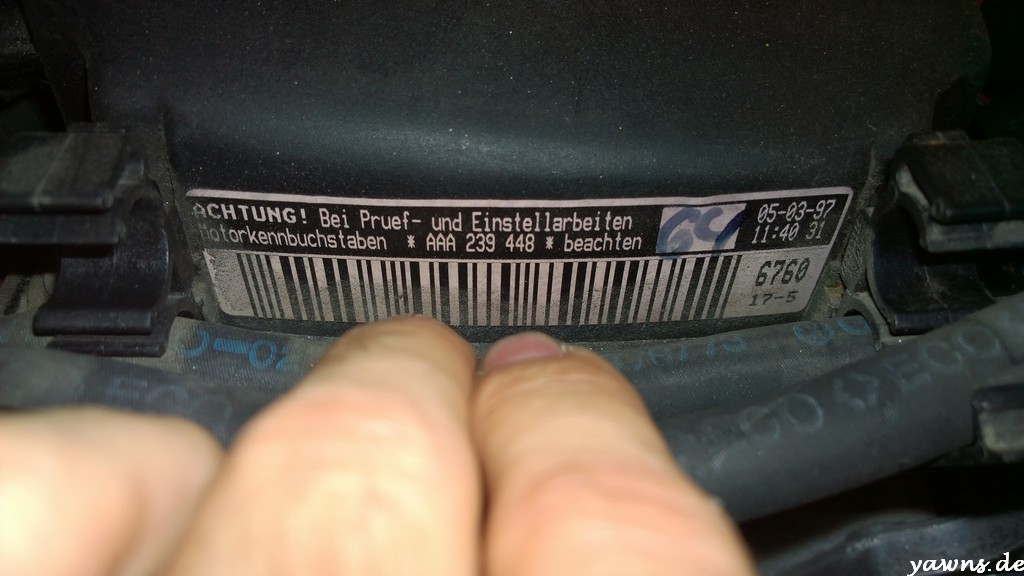 ACHTUNG! Bei Pruef- und Einstellarbeiten
Motorkennbuchstaben * AAA 239 448 * beachten
05-03-97
11:40 31
6760
17-5
ECO
yawns.de